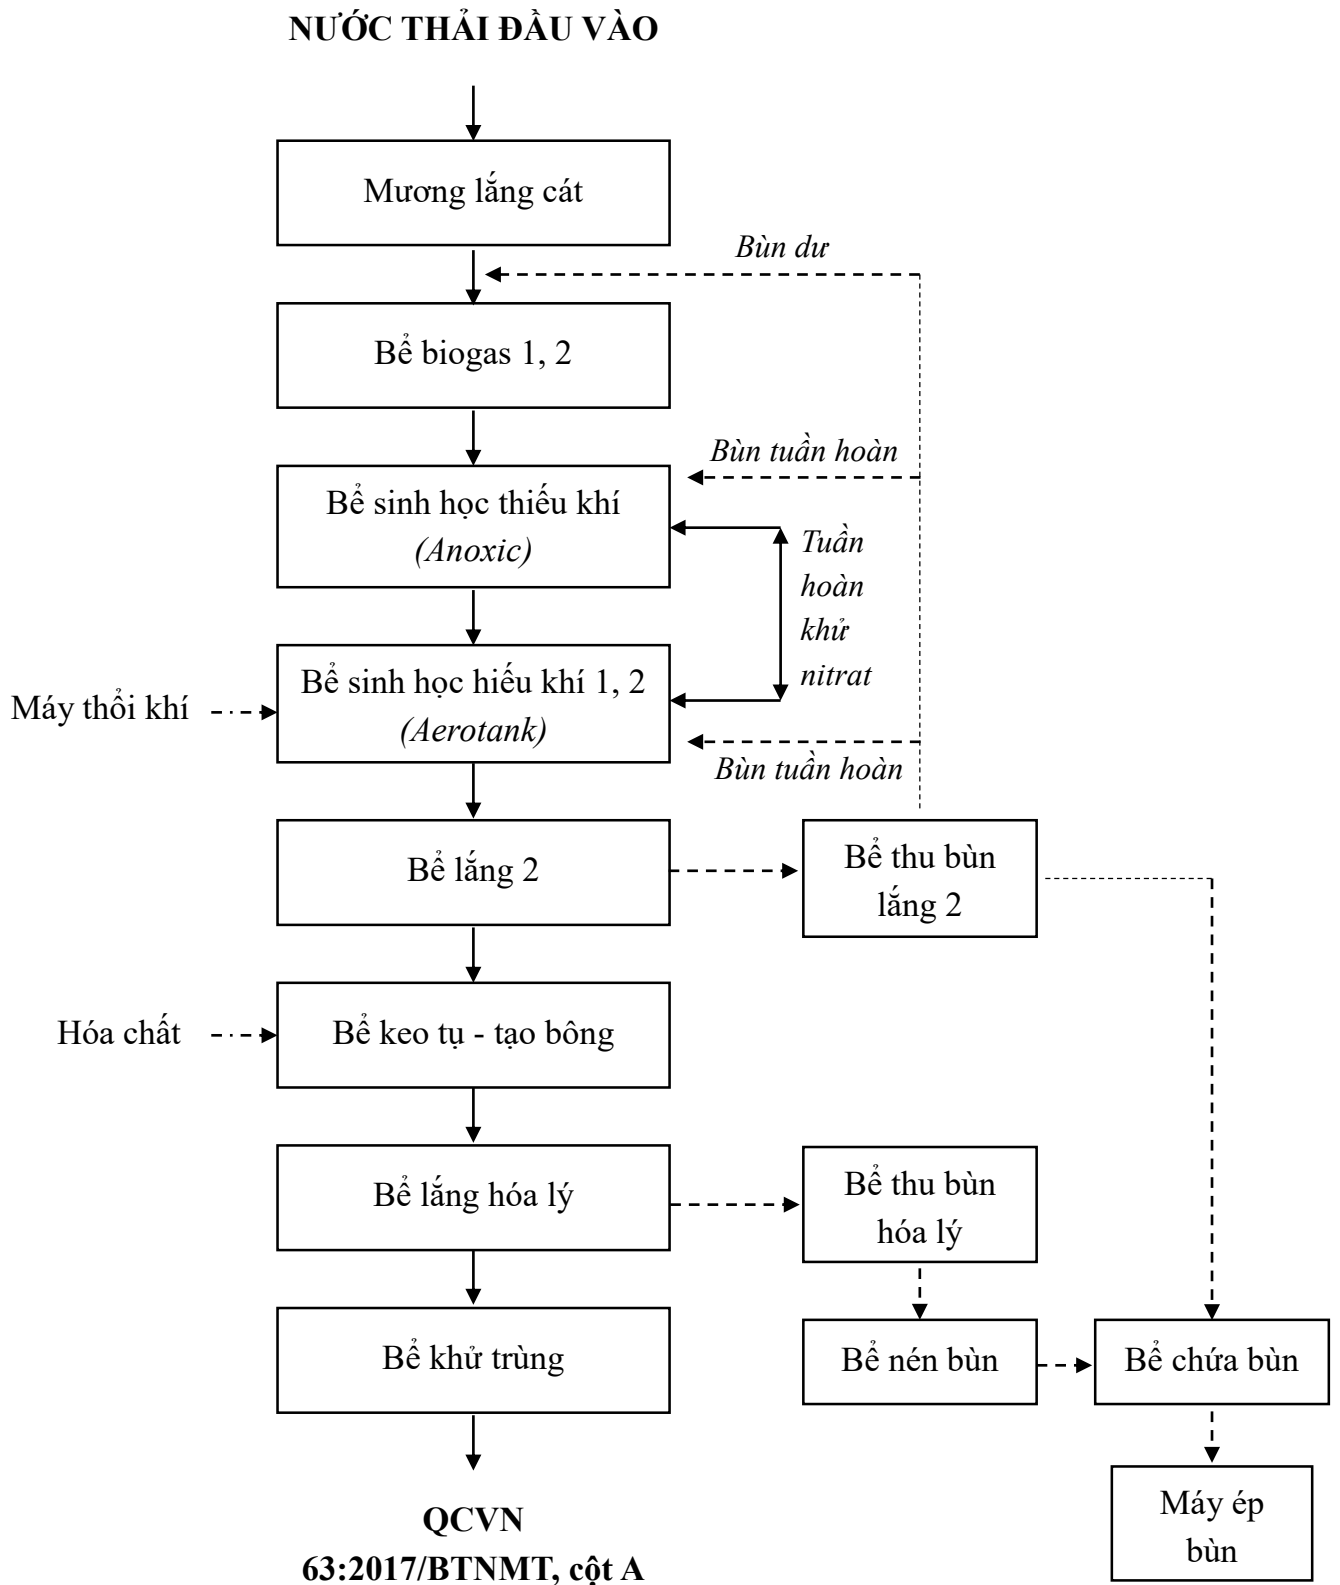 NƯỚC THẢI ĐẦU VÀO
Mương lắng cát
Bùn dư
Bể biogas 1, 2
Bùn tuần hoàn
Bể sinh học thiếu khí
(Anoxic)
Tuần
hoàn
khử
nitrat
Bể sinh học hiếu khí 1, 2
(Aerotank)
Máy thổi khí
Bùn tuần hoàn
Bể lắng 2
Bể thu bùn
lắng 2
Hóa chất
Bể keo tụ - tạo bông
Bể lắng hóa lý
Bể thu bùn
hóa lý
Bể khử trùng
Bể nén bùn
Bể chứa bùn
Máy ép
bùn
QCVN
63:2017/BTNMT, cột A